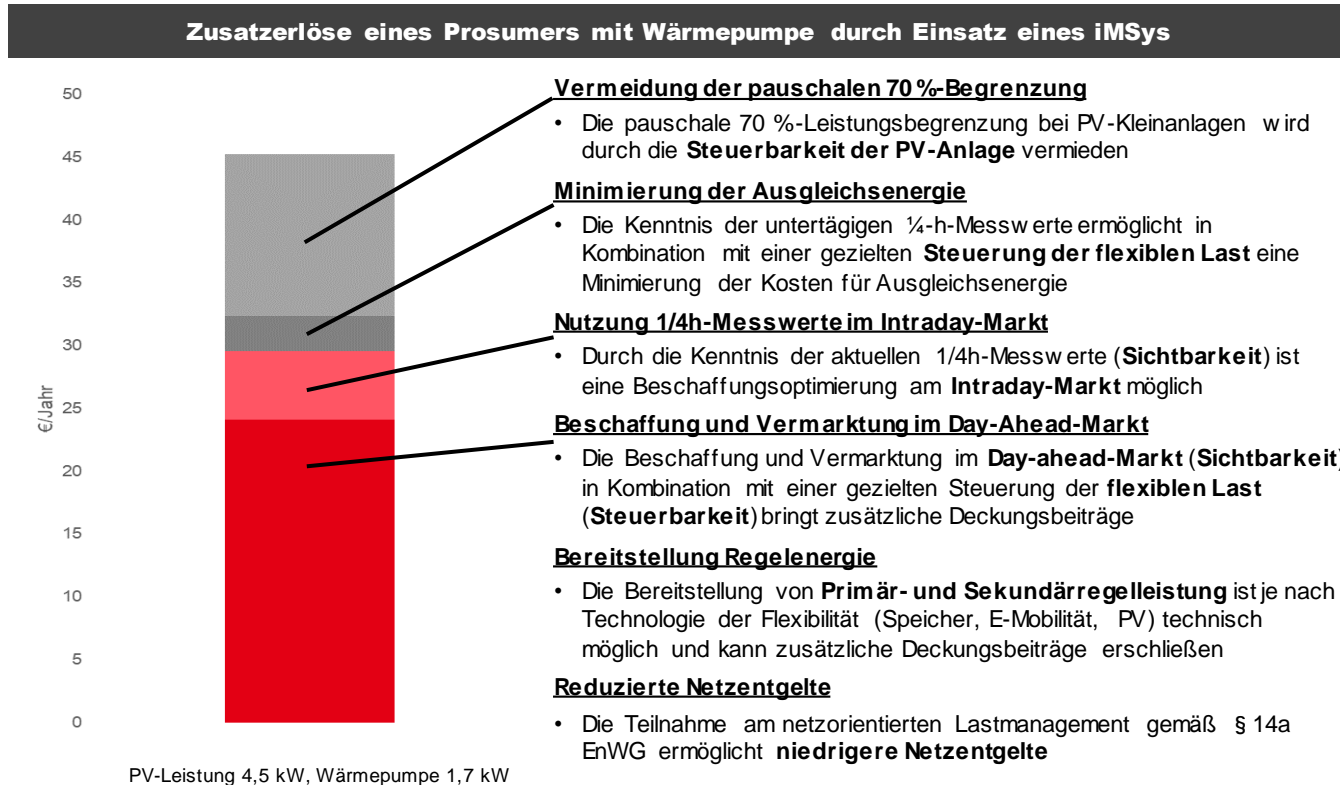 Zusatzerlöse eines Prosumers mit Wärmepumpe durch Einsatz eines iMSys
50
45
40
35
30
25
20
15
10
5
0
€/Jahr
PV-Leistung 4,5 kW, Wärmepumpe 1,7 kW
Vermeidung der pauschalen 70 %-Begrenzung
• Die pauschale 70 %-Leistungsbegrenzung bei PV-Kleinanlagen wird
durch die Steuerbarkeit der PV-Anlage vermieden
Minimierung der Ausgleichsenergie
• Die Kenntnis der untertägigen ¼-h-Messwerte ermöglicht in
Kombination mit einer gezielten Steuerung der flexiblen Last eine
Minimierung der Kosten für Ausgleichsenergie
Nutzung 1/4h-Messwerte im Intraday-Markt
• Durch die Kenntnis der aktuellen 1/4h-Messwerte (Sichtbarkeit) ist
eine Beschaffungsoptimierung am Intraday-Markt möglich
Beschaffung und Vermarktung im Day-Ahead-Markt
• Die Beschaffung und Vermarktung im Day-ahead-Markt (Sichtbarkeit)
in Kombination mit einer gezielten Steuerung der flexiblen Last
(Steuerbarkeit) bringt zusätzliche Deckungsbeiträge
Bereitstellung Regelenergie
• Die Bereitstellung von Primär- und Sekundärregelleistung ist je nach
Technologie der Flexibilität (Speicher, E-Mobilität, PV) technisch
möglich und kann zusätzliche Deckungsbeiträge erschließen
Reduzierte Netzentgelte
• Die Teilnahme am netzorientierten Lastmanagement gemäß § 14a
EnWG ermöglicht niedrigere Netzentgelte